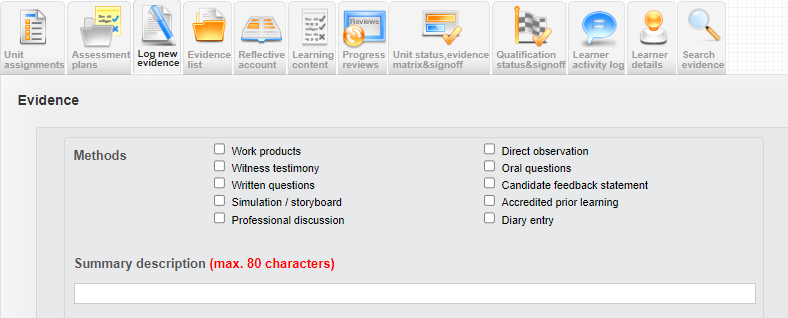 Reviews
Unit assignments
Assessment plans
Log new evidence
Evidence list
Reflective account
Learning content
Progress reviews
Unit status,evidence matrix&signoff
Qualification status&signoff
Learner activity log
Learner details
Search evidence
Evidence
Methods
Work products
Direct observation
Witness testimony
Oral questions
Written questions
Candidate feedback statement
Simulation / storyboard
Accredited prior learning
Professional discussion
Diary entry
Summary description (max. 80 characters)